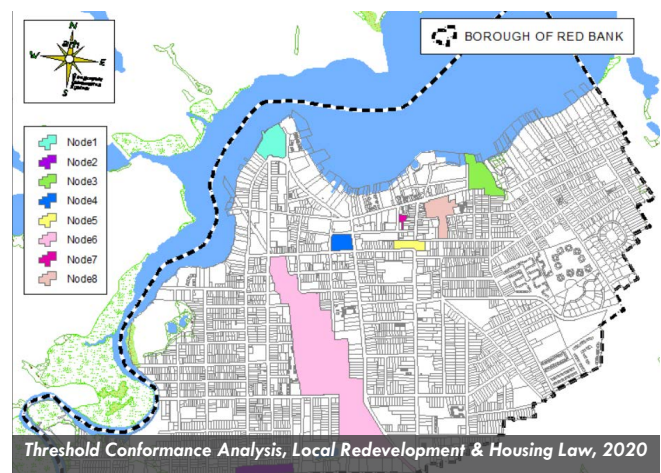 N
W
E
S
BOROUGH OF RED BANK
Node1
Node2
Node3
Node4
Node5
Node6
Node7
Node8
Threshold Conformance Analysis, Local Redevelopment & Housing Law, 2020